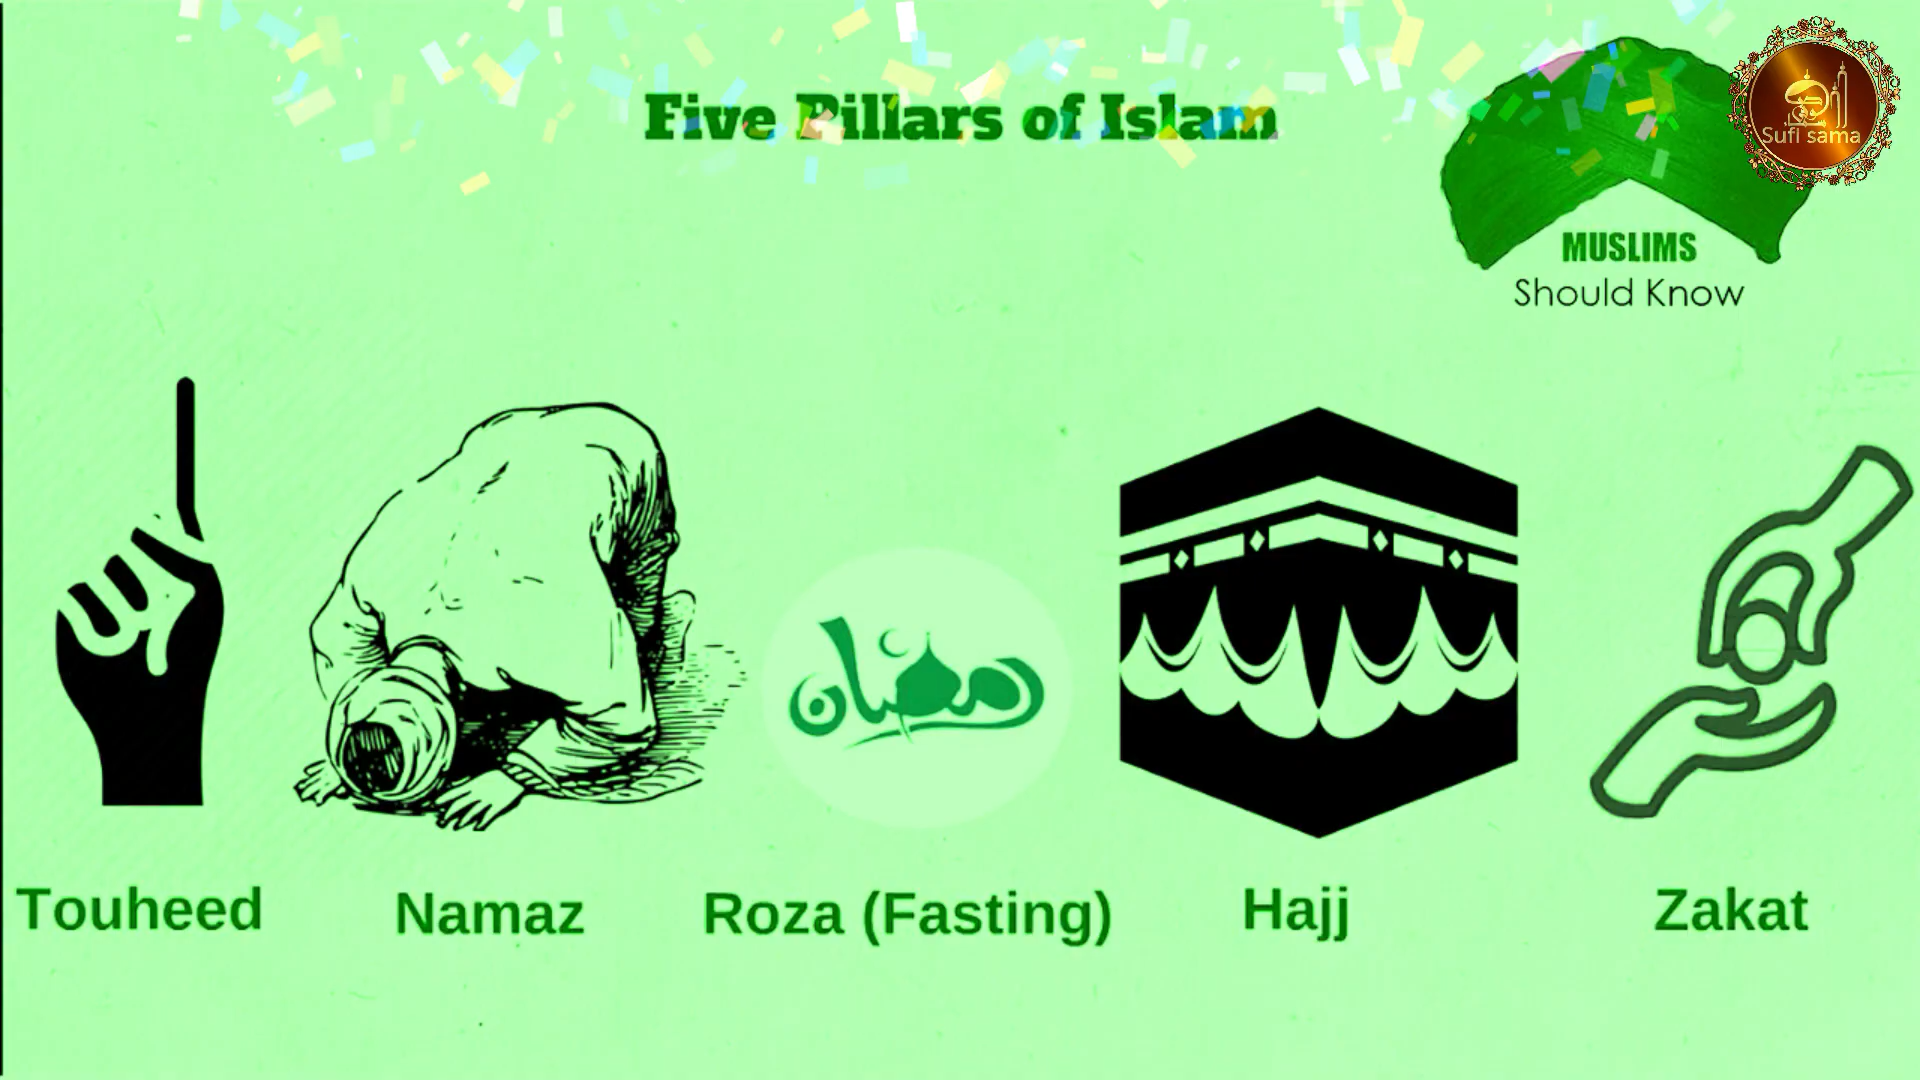 Five Pillars of Islam
Sufi sama
MUSLIMS
Should Know
رمضان
Touheed
Namaz
Roza (Fasting)
Hajj
Zakat